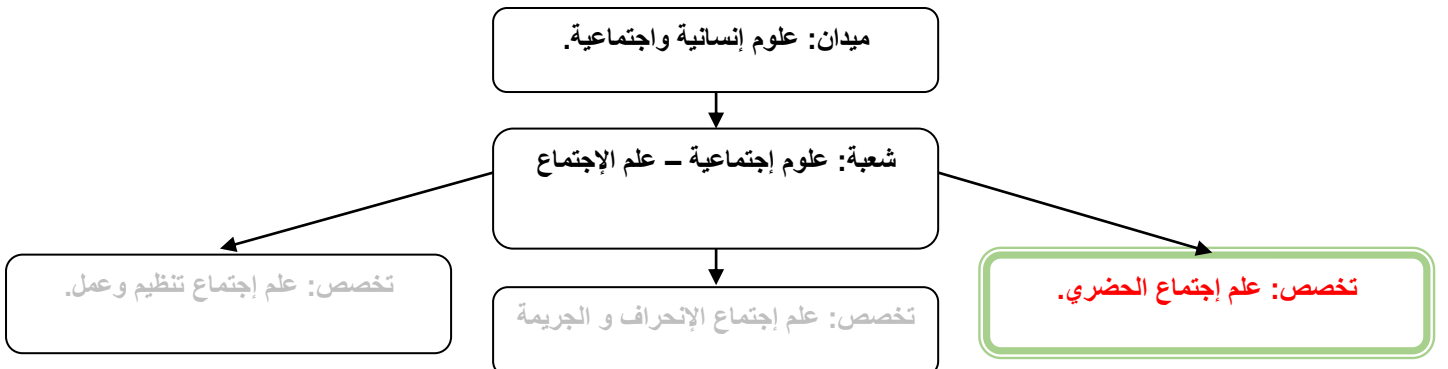 ميدان: علوم إنسانية واجتماعية.
شعبة: علوم إجتماعية – علم الإجتماع
تخصص: علم إجتماع الحضري.
تخصص: علم إجتماع الإنحراف و الجريمة
تخصص: علم إجتماع تنظيم وعمل.